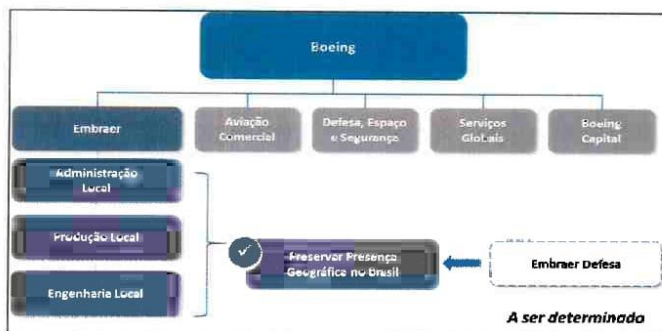 Boeing
Embraer
Aviação
Comercial
Defesa, Espaço
e Segurança
Serviços
Globais
Boeing
Capital
Administração
Local
Produção Local
Engenharia Local
Preservar Presença
Geográfica no Brasil
Embraer Defesa
A ser determinado